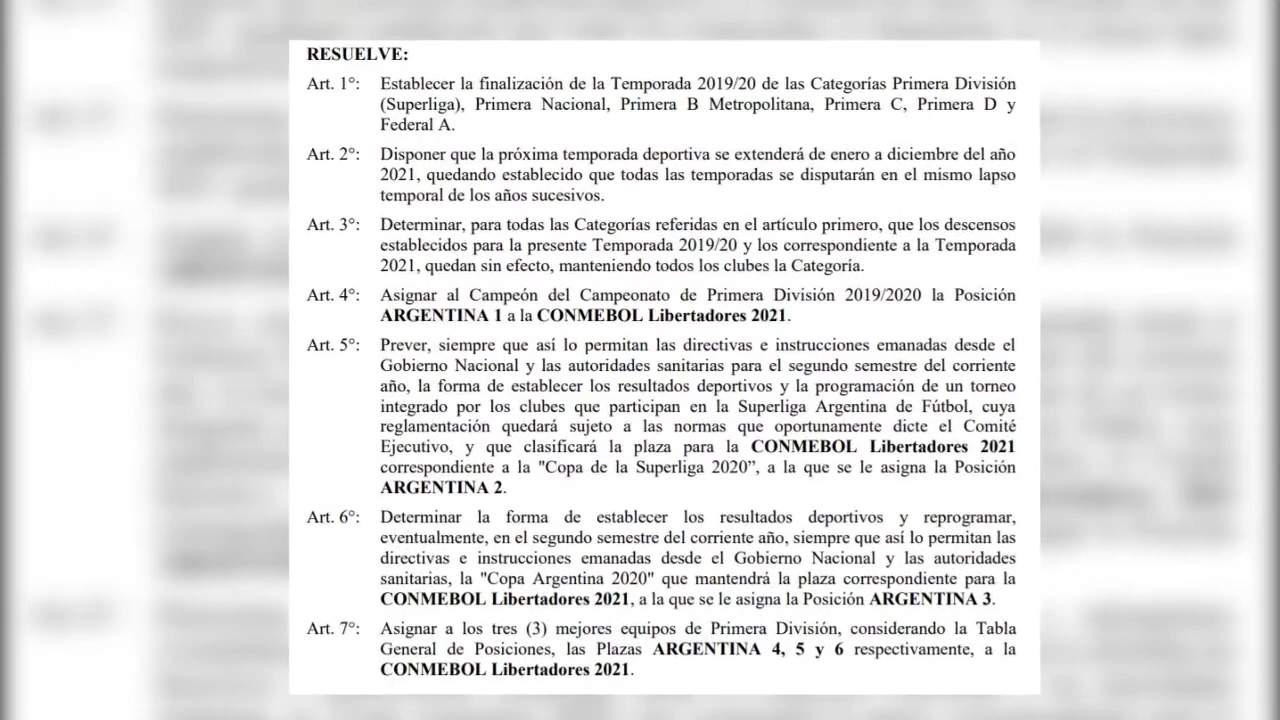 RESUELVE:
Art. 1°: Establecer la finalización de la Temporada 2019/20 de las Categorías Primera División
(Superliga), Primera Nacional, Primera B Metropolitana, Primera C, Primera D y
Federal A.
Art. 2°: Disponer que la próxima temporada deportiva se extenderá de enero a diciembre del año
2021, quedando establecido que todas las temporadas se disputarán en el mismo lapso
temporal de los años sucesivos.
Art. 3°: Determinar, para todas las Categorías referidas en el artículo primero, que los descensos
establecidos para la presente Temporada 2019/20 y los correspondiente a la Temporada
2021, quedan sin efecto, manteniendo todos los clubes la Categoría.
Art. 4°: Asignar al Campeón del Campeonato de Primera División 2019/2020 la Posición
ARGENTINA 1 a la CONMEBOL Libertadores 2021.
Art. 5°: Prever, siempre que así lo permitan las directivas e instrucciones emanadas desde el
Gobierno Nacional y las autoridades sanitarias para el segundo semestre del corriente
año, la forma de establecer los resultados deportivos y la programación de un torneo
integrado por los clubes que participan en la Superliga Argentina de Fútbol, cuya
reglamentación quedará sujeto a las normas que oportunamente dicte el Comité
Ejecutivo, y que clasificará la plaza para la CONMEBOL Libertadores 2021
correspondiente a la "Copa de la Superliga 2020”, a la que se le asigna la Posición
ARGENTINA 2.
Art. 6°: Determinar la forma de establecer los resultados deportivos y reprogramar,
eventualmente, en el segundo semestre del corriente año, siempre que así lo permitan las
directivas e instrucciones emanadas desde el Gobierno Nacional y las autoridades
sanitarias, la "Copa Argentina 2020" que mantendrá la plaza correspondiente para la
CONMEBOL Libertadores 2021, a la que se le asigna la Posición ARGENTINA 3.
Art. 7°: Asignar a los tres (3) mejores equipos de Primera División, considerando la Tabla
General de Posiciones, las Plazas ARGENTINA 4, 5 y 6 respectivamente, a la
CONMEBOL Libertadores 2021.